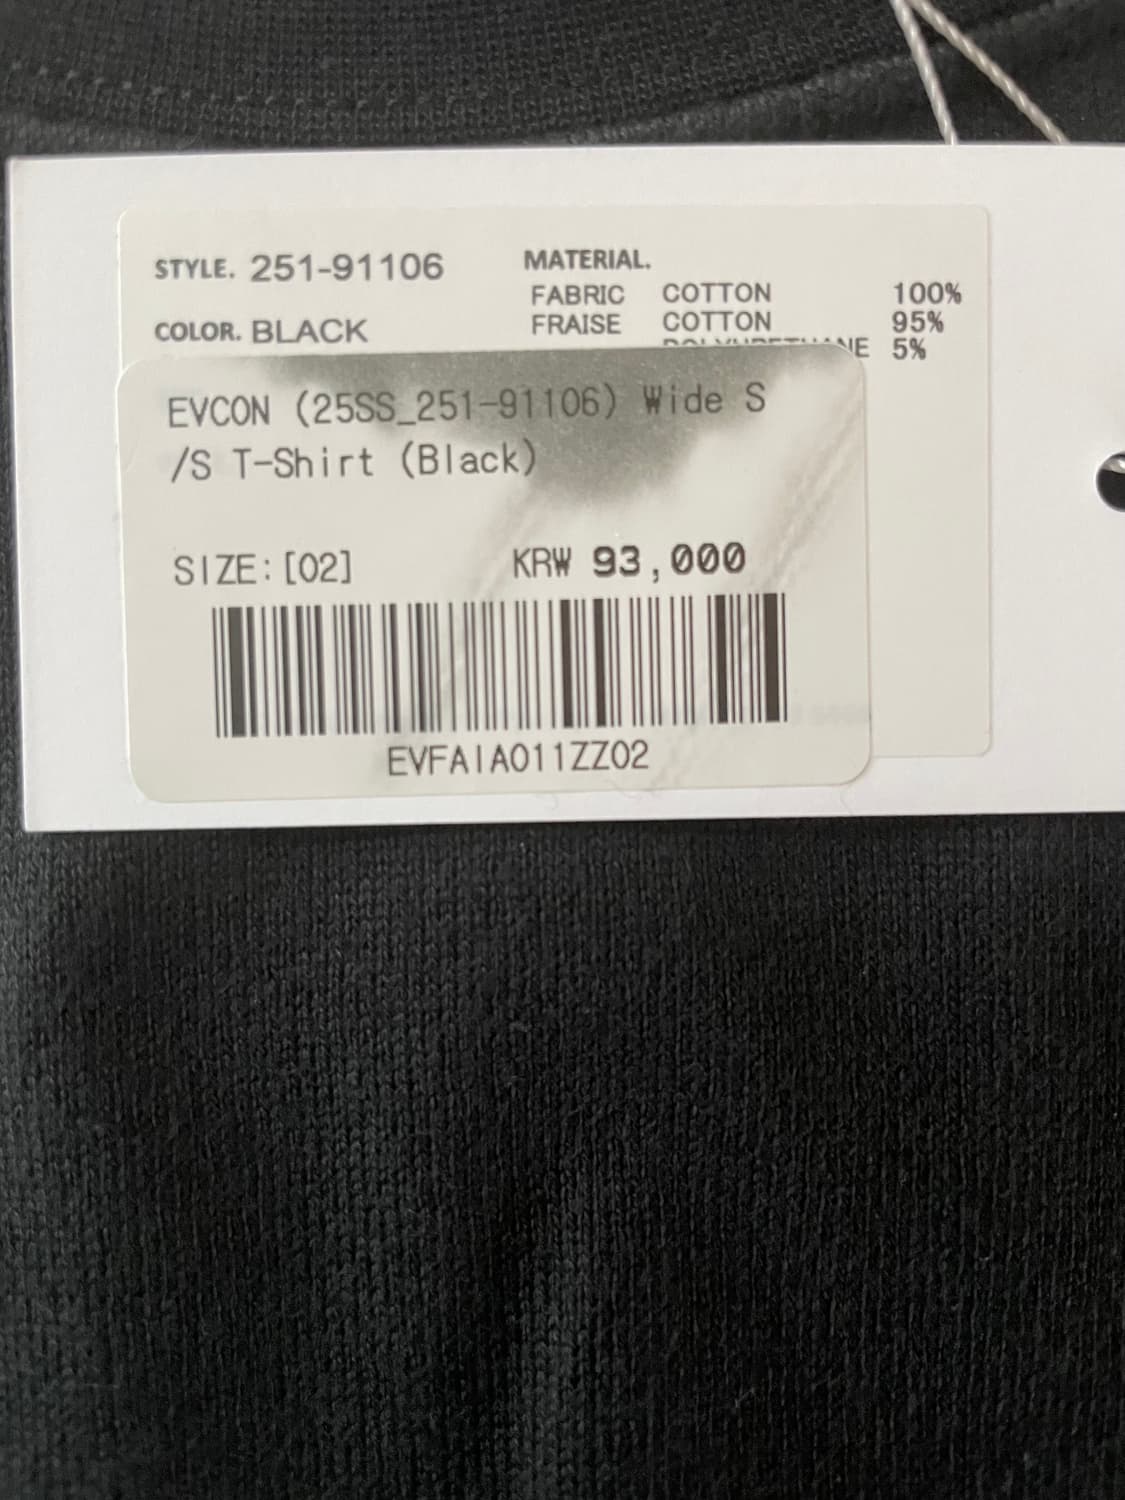 STYLE. 251-91106
COLOR. BLACK
MATERIAL.
FABRIC COTTON 100%
FRAISE COTTON 95%
POLYURETHANE 5%
EVCON (25SS_251-91106) Wide S
/S T-Shirt (Black)
SIZE:[02] KRW 93,000
EVFAIA011ZZ02